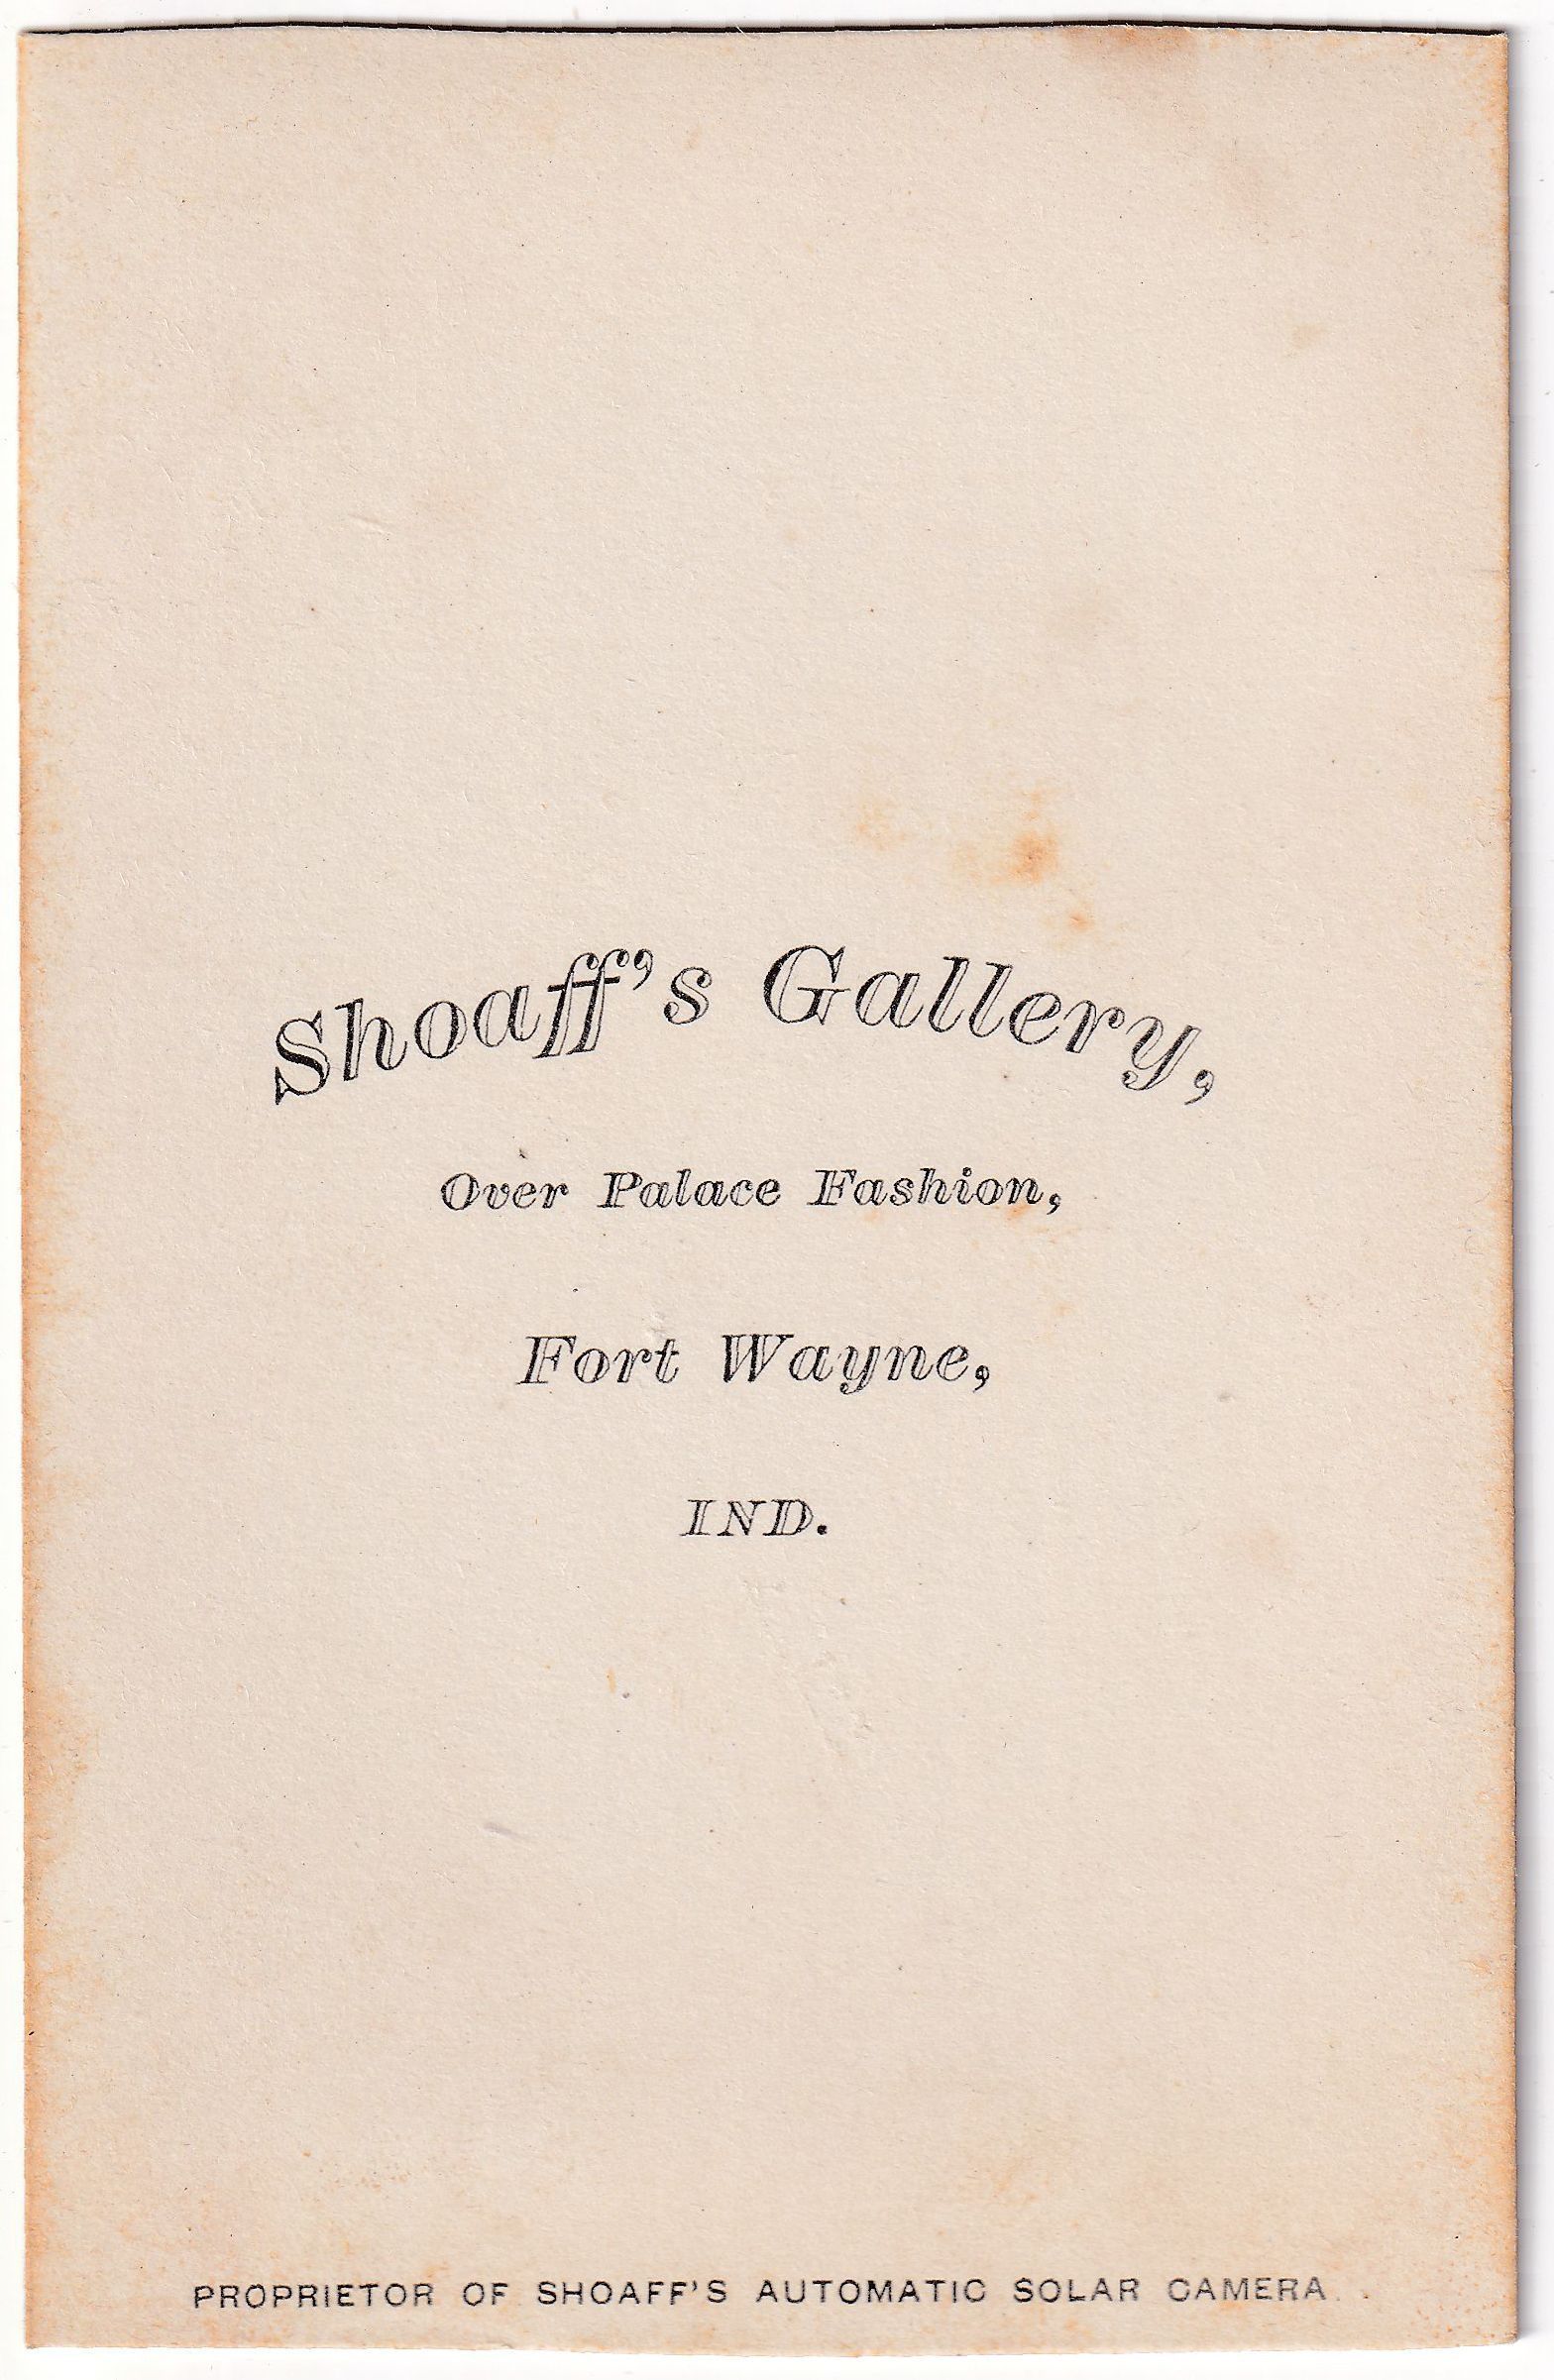 Shoaff's Gallery,
Over Palace Fashion,
Fort Wayne,
IND.
PROPRIETOR OF SHOAFF'S AUTOMATIC SOLAR CAMERA.